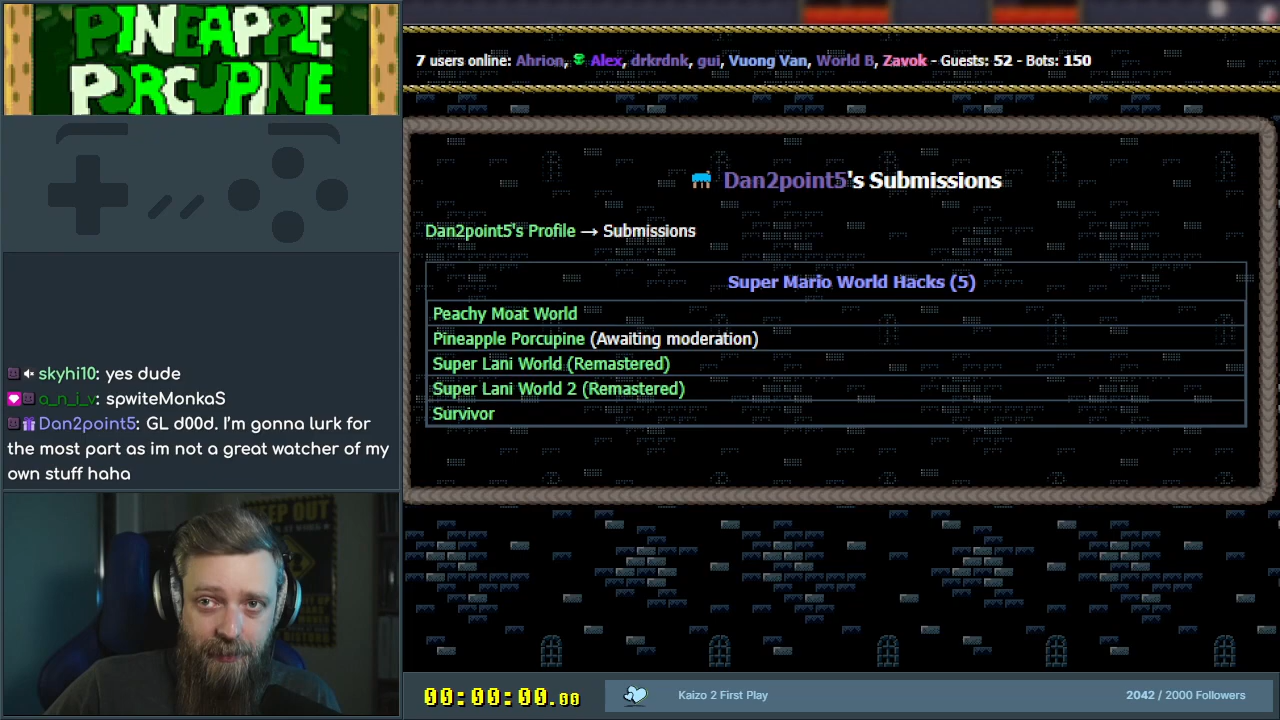 PINEAPPLE
PORCUPINE
7 users online: Ahrion, Alex, drkrdnk, gui, Vuong Van, World B, Zavok - Guests: 52 - Bots: 150
Dan2point5's Submissions
Dan2point5's Profile → Submissions
Super Mario World Hacks (5)
Peachy Moat World
Pineapple Porcupine (Awaiting moderation)
Super Lani World (Remastered)
Super Lani World 2 (Remastered)
Survivor
skyhi10: yes dude
a_n_i_v: spwiteMonkaS
Dan2point5: GL d00d. I'm gonna lurk for
the most part as im not a great watcher of my
own stuff haha
KEEP OUT
00:00:00.00
Kaizo 2 First Play
2042 / 2000 Followers